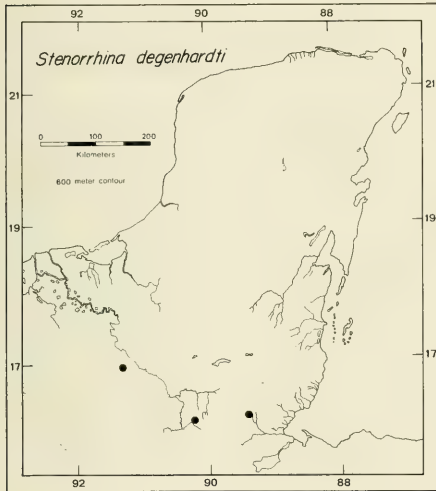 92 90 88
Stenorrhina degenhardti
21 21
0 100 200
Kilometers
600 meter contour
19 19
17 17
92 90 88